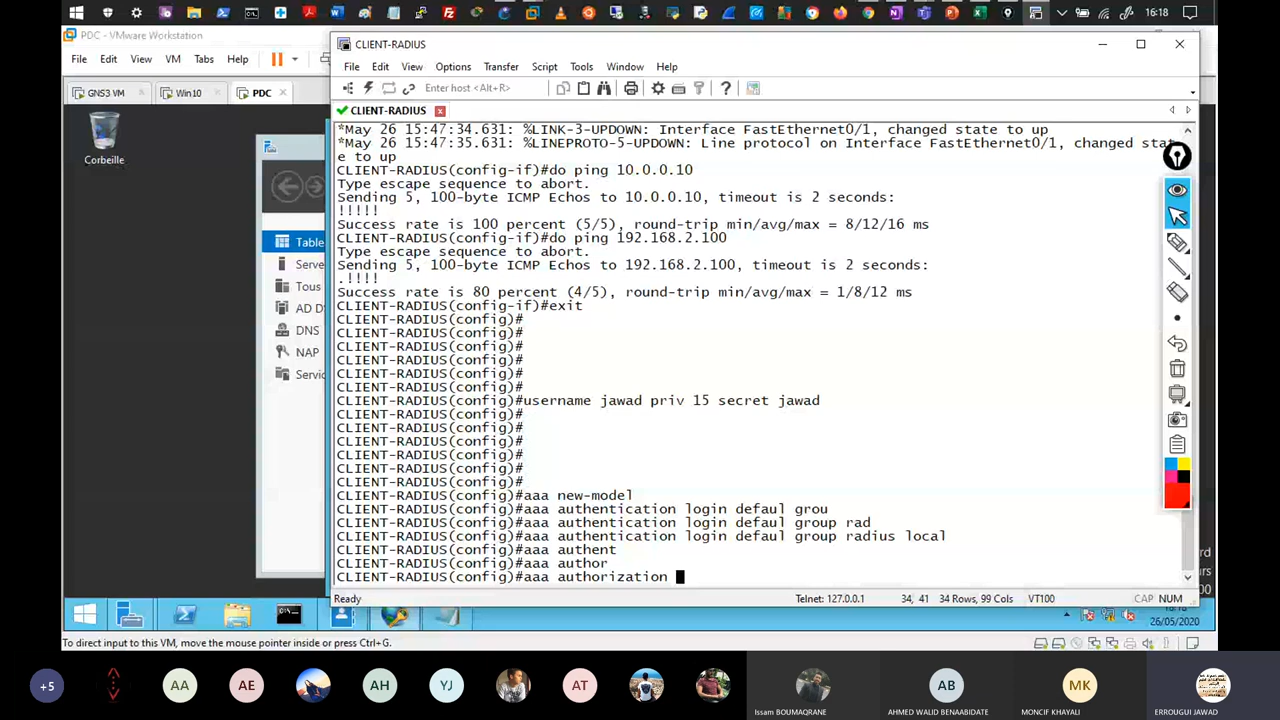 16:18
PDC - VMware Workstation
File Edit View VM Tabs Help
GNS3 VM Win10 PDC
Corbeille
Table
Serve
Tous
AD D
DNS
NAP
Servic
CLIENT-RADIUS
File Edit View Options Transfer Script Tools Window Help
Enter host <Alt+R>
CLIENT-RADIUS
*May 26 15:47:34.631: %LINK-3-UPDOWN: Interface FastEthernet0/1, changed state to up
*May 26 15:47:35.631: %LINEPROTO-5-UPDOWN: Line protocol on Interface FastEthernet0/1, changed stat
e to up
CLIENT-RADIUS(config-if)#do ping 10.0.0.10
Type escape sequence to abort.
Sending 5, 100-byte ICMP Echos to 10.0.0.10, timeout is 2 seconds:
!!!!!
Success rate is 100 percent (5/5), round-trip min/avg/max = 8/12/16 ms
CLIENT-RADIUS(config-if)#do ping 192.168.2.100
Type escape sequence to abort.
Sending 5, 100-byte ICMP Echos to 192.168.2.100, timeout is 2 seconds:
.!!!!
Success rate is 80 percent (4/5), round-trip min/avg/max = 1/8/12 ms
CLIENT-RADIUS(config-if)#exit
CLIENT-RADIUS(config)#
CLIENT-RADIUS(config)#
CLIENT-RADIUS(config)#
CLIENT-RADIUS(config)#
CLIENT-RADIUS(config)#
CLIENT-RADIUS(config)#
CLIENT-RADIUS(config)#username jawad priv 15 secret jawad
CLIENT-RADIUS(config)#
CLIENT-RADIUS(config)#
CLIENT-RADIUS(config)#
CLIENT-RADIUS(config)#
CLIENT-RADIUS(config)#
CLIENT-RADIUS(config)#
CLIENT-RADIUS(config)#aaa new-model
CLIENT-RADIUS(config)#aaa authentication login defaul grou
CLIENT-RADIUS(config)#aaa authentication login defaul group rad
CLIENT-RADIUS(config)#aaa authentication login defaul group radius local
CLIENT-RADIUS(config)#aaa authent
CLIENT-RADIUS(config)#aaa author
CLIENT-RADIUS(config)#aaa authorization
Ready Telnet: 127.0.0.1 34, 41 34 Rows, 99 Cols VT100 CAP NUM
26/05/2020
To direct input to this VM, move the mouse pointer inside or press Ctrl+G.
+5 AA AE AH YJ AT AB MK
Issam BOUMAQRANE AHMED WALID BENAABIDATE MONCIF KHAYALI ERROUGUI JAWAD